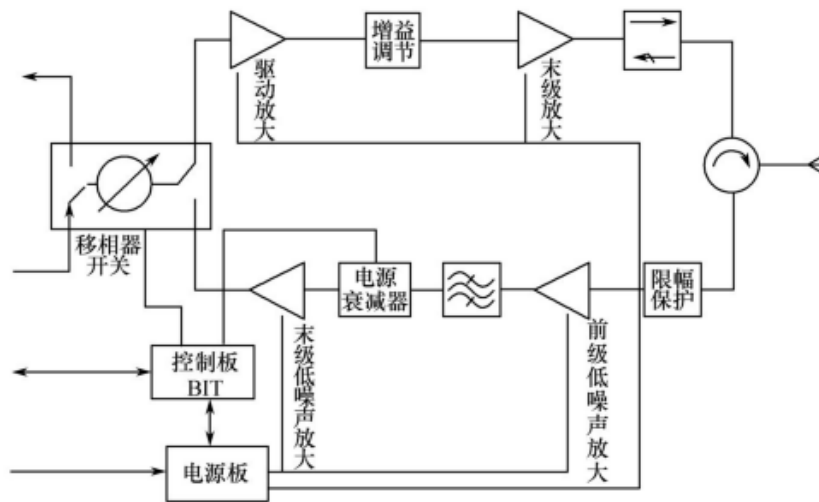 增益
调节
驱动放大
末级放大
移相器
开关
电源
衰减器
限幅
保护
末级低噪声放大
前级低噪声放大
控制板
BIT
电源板